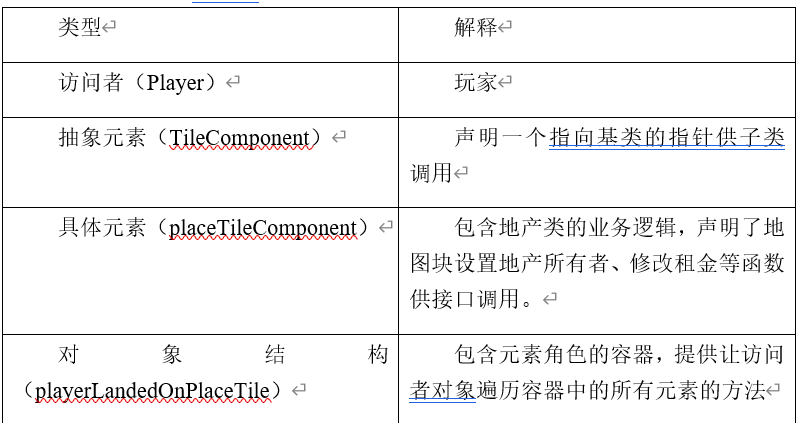 类型
解释
访问者（Player）
玩家
抽象元素（TileComponent）
声明一个指向基类的指针供子类
调用
具体元素（placeTileComponent）
包含地产类的业务逻辑，声明了地
图块设置地产所有者、修改租金等函数
供接口调用。
对象结构
（playerLandedOnPlaceTile）
包含元素角色的容器，提供让访问
者对象遍历容器中的所有元素的方法